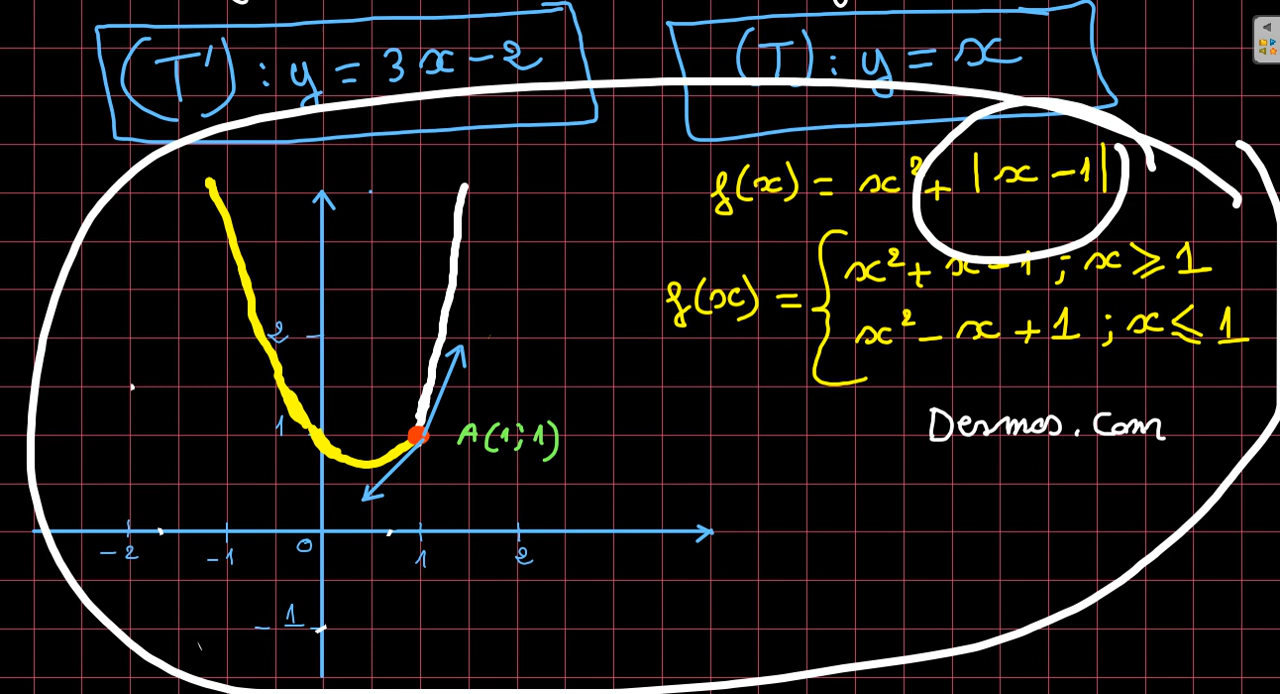 (T') : y = 3x - 2
(T) : y = x
f(x) = x² + |x - 1|
f(x) = { x² + x - 1 ; x ⩾ 1
x² - x + 1 ; x ⩽ 1
2
1
A(1;1)
Desmos.Com
-2 -1 0 1 2
-1